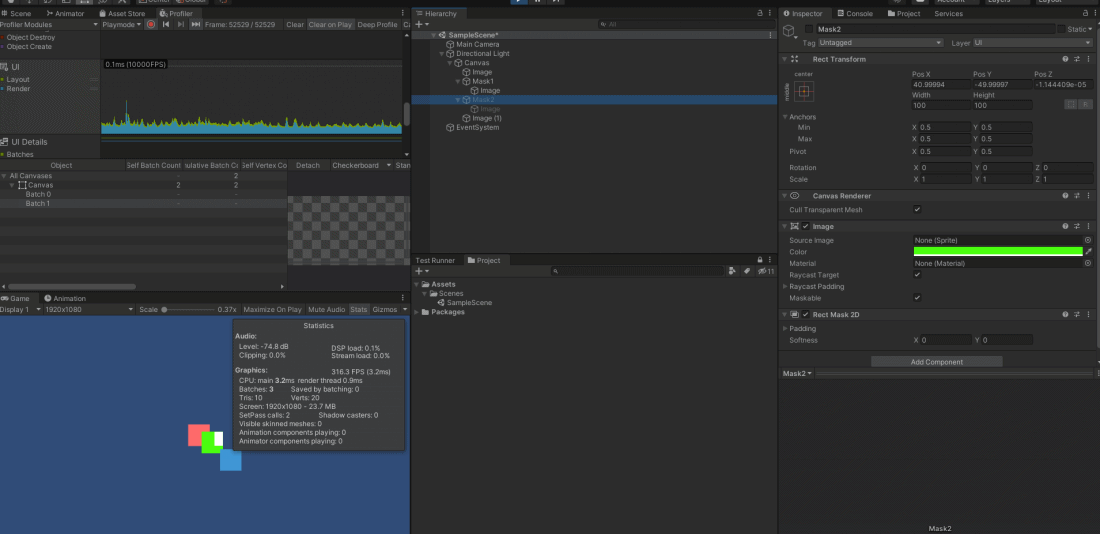 Scene Animator Asset Store Profiler
Profiler Modules Playmode Frame: 52529 / 52529 Clear Clear on Play Deep Profile
Object Destroy
Object Create
UI
Layout
Render
0.1ms (10000FPS)
UI Details
Batches
Object Self Batch Count ulative Batch Co Self Vertex Co Detach Checkerboard Stan
All Canvases - 2 -
Canvas 2 2
Batch 0 - -
Batch 1 - -
Game Animation
Display 1 1920x1080 Scale 0.37x Maximize On Play Mute Audio Stats Gizmos
Statistics
Audio:
Level: -74.8 dB DSP load: 0.1%
Clipping: 0.0% Stream load: 0.0%
Graphics: 316.3 FPS (3.2ms)
CPU: main 3.2ms render thread 0.9ms
Batches: 3 Saved by batching: 0
Tris: 10 Verts: 20
Screen: 1920x1080 - 23.7 MB
SetPass calls: 2 Shadow casters: 0
Visible skinned meshes: 0
Animation components playing: 0
Animator components playing: 0
Hierarchy
All
SampleScene*
Main Camera
Directional Light
Canvas
Image
Mask1
Image
Mask2
Image
Image (1)
EventSystem
Test Runner Project
11
Assets
Scenes
SampleScene
Packages
Inspector Console Project Services
Mask2 Static
Tag Untagged Layer UI
Rect Transform
center Pos X Pos Y Pos Z
middle 40.99994 -49.99997 -1.144409e-05
Width Height
100 100 R
Anchors
Min X 0.5 Y 0.5
Max X 0.5 Y 0.5
Pivot X 0.5 Y 0.5
Rotation X 0 Y 0 Z 0
Scale X 1 Y 1 Z 1
Canvas Renderer
Cull Transparent Mesh
Image
Source Image None (Sprite)
Color
Material None (Material)
Raycast Target
Raycast Padding
Maskable
Rect Mask 2D
Padding
Softness X 0 Y 0
Add Component
Mask2
Mask2